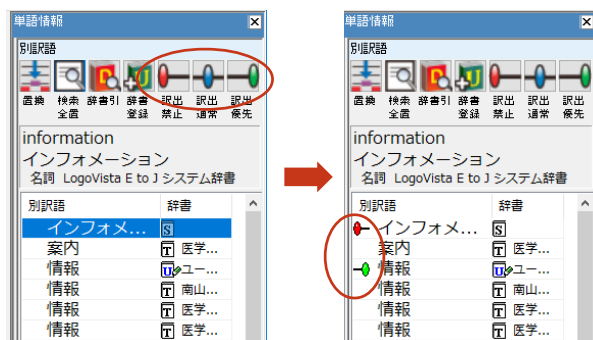 単語情報
別訳語
置換 検索全置 辞書引 辞書登録 訳出禁止 訳出通常 訳出優先
information
インフォメーション
名詞 LogoVista E to J システム辞書
別訳語 辞書
インフォメ... S
案内 T 医学...
情報 U ユー...
情報 T 南山...
情報 T 医学...
情報 T 医学...
単語情報
別訳語
置換 検索全置 辞書引 辞書登録 訳出禁止 訳出通常 訳出優先
information
インフォメーション
名詞 LogoVista E to J システム辞書
別訳語 辞書
インフォメ... S
案内 T 医学...
情報 U ユー...
情報 T 南山...
情報 T 医学...
情報 T 医学...